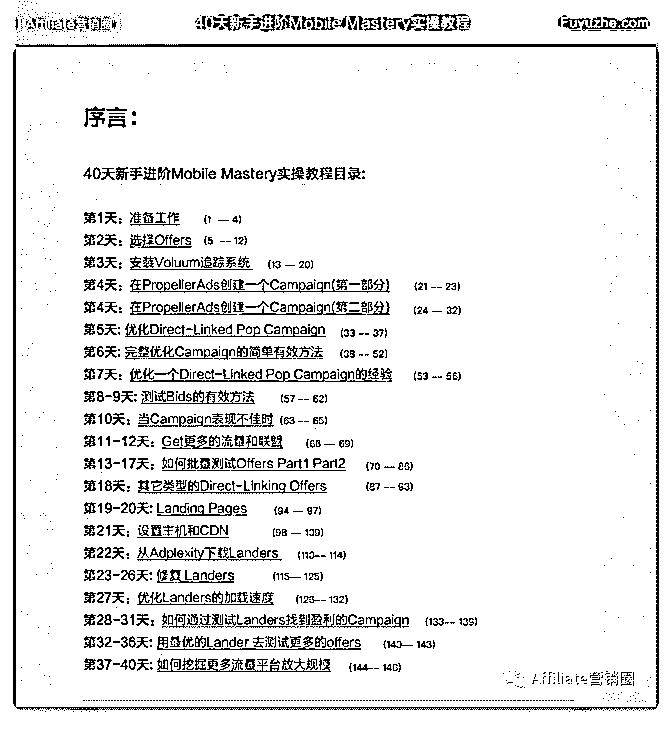 Affiliate营销圈 40天新手进阶Mobile Mastery实操教程 Fuyuzhe.com
序言：
40天新手进阶Mobile Mastery实操教程目录:
第1天：准备工作 (1 — 4)
第2天：选择Offers (5 -- 12)
第3天：安装Voluum追踪系统 (13 — 20)
第4天：在PropellerAds创建一个Campaign(第一部分) (21 -- 23)
第4天：在PropellerAds创建一个Campaign(第二部分) (24 — 32)
第5天: 优化Direct-Linked Pop Campaign (33 -- 37)
第6天: 完整优化Campaign的简单有效方法 (38 -- 52)
第7天：优化一个Direct-Linked Pop Campaign的经验 (53 -- 56)
第8-9天: 测试Bids的有效方法 (57 -- 62)
第10天：当Campaign表现不佳时 (63 -- 65)
第11-12天：Get更多的流量和联盟 (68 — 69)
第13-17天：如何批量测试Offers Part1 Part2 (70 -- 86)
第18天：其它类型的Direct-Linking Offers (87 -- 93)
第19-20天: Landing Pages (94 — 97)
第21天：设置主机和CDN (98 — 139)
第22天：从Adplexity下载Landers (113-- 114)
第23-26天: 修复 Landers (115— 125)
第27天：优化Landers的加载速度 (126-- 132)
第28-31天：如何通过测试Landers找到盈利的Campaign (133-- 139)
第32-36天: 用最优的Lander 去测试更多的offers (140— 143)
第37-40天: 如何挖掘更多流量平台放大规模 (144-- 146)
Affiliate营销圈